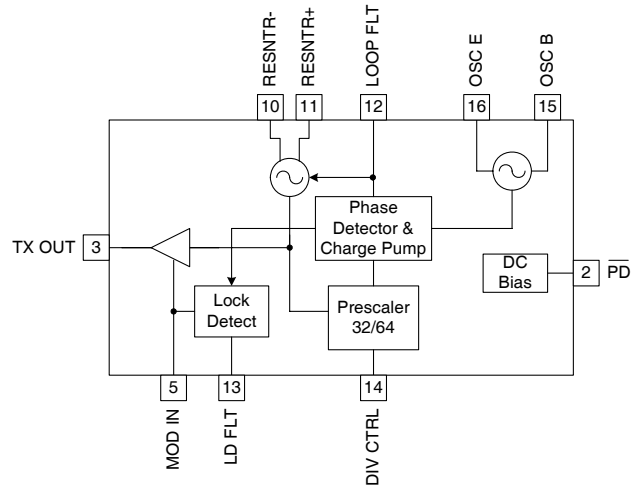 RESNTR-
RESNTR+
LOOP FLT
OSC E
OSC B
10
11
12
16
15
Phase
Detector &
Charge Pump
TX OUT
3
DC
Bias
2
PD
Lock
Detect
Prescaler
32/64
5
13
14
MOD IN
LD FLT
DIV CTRL